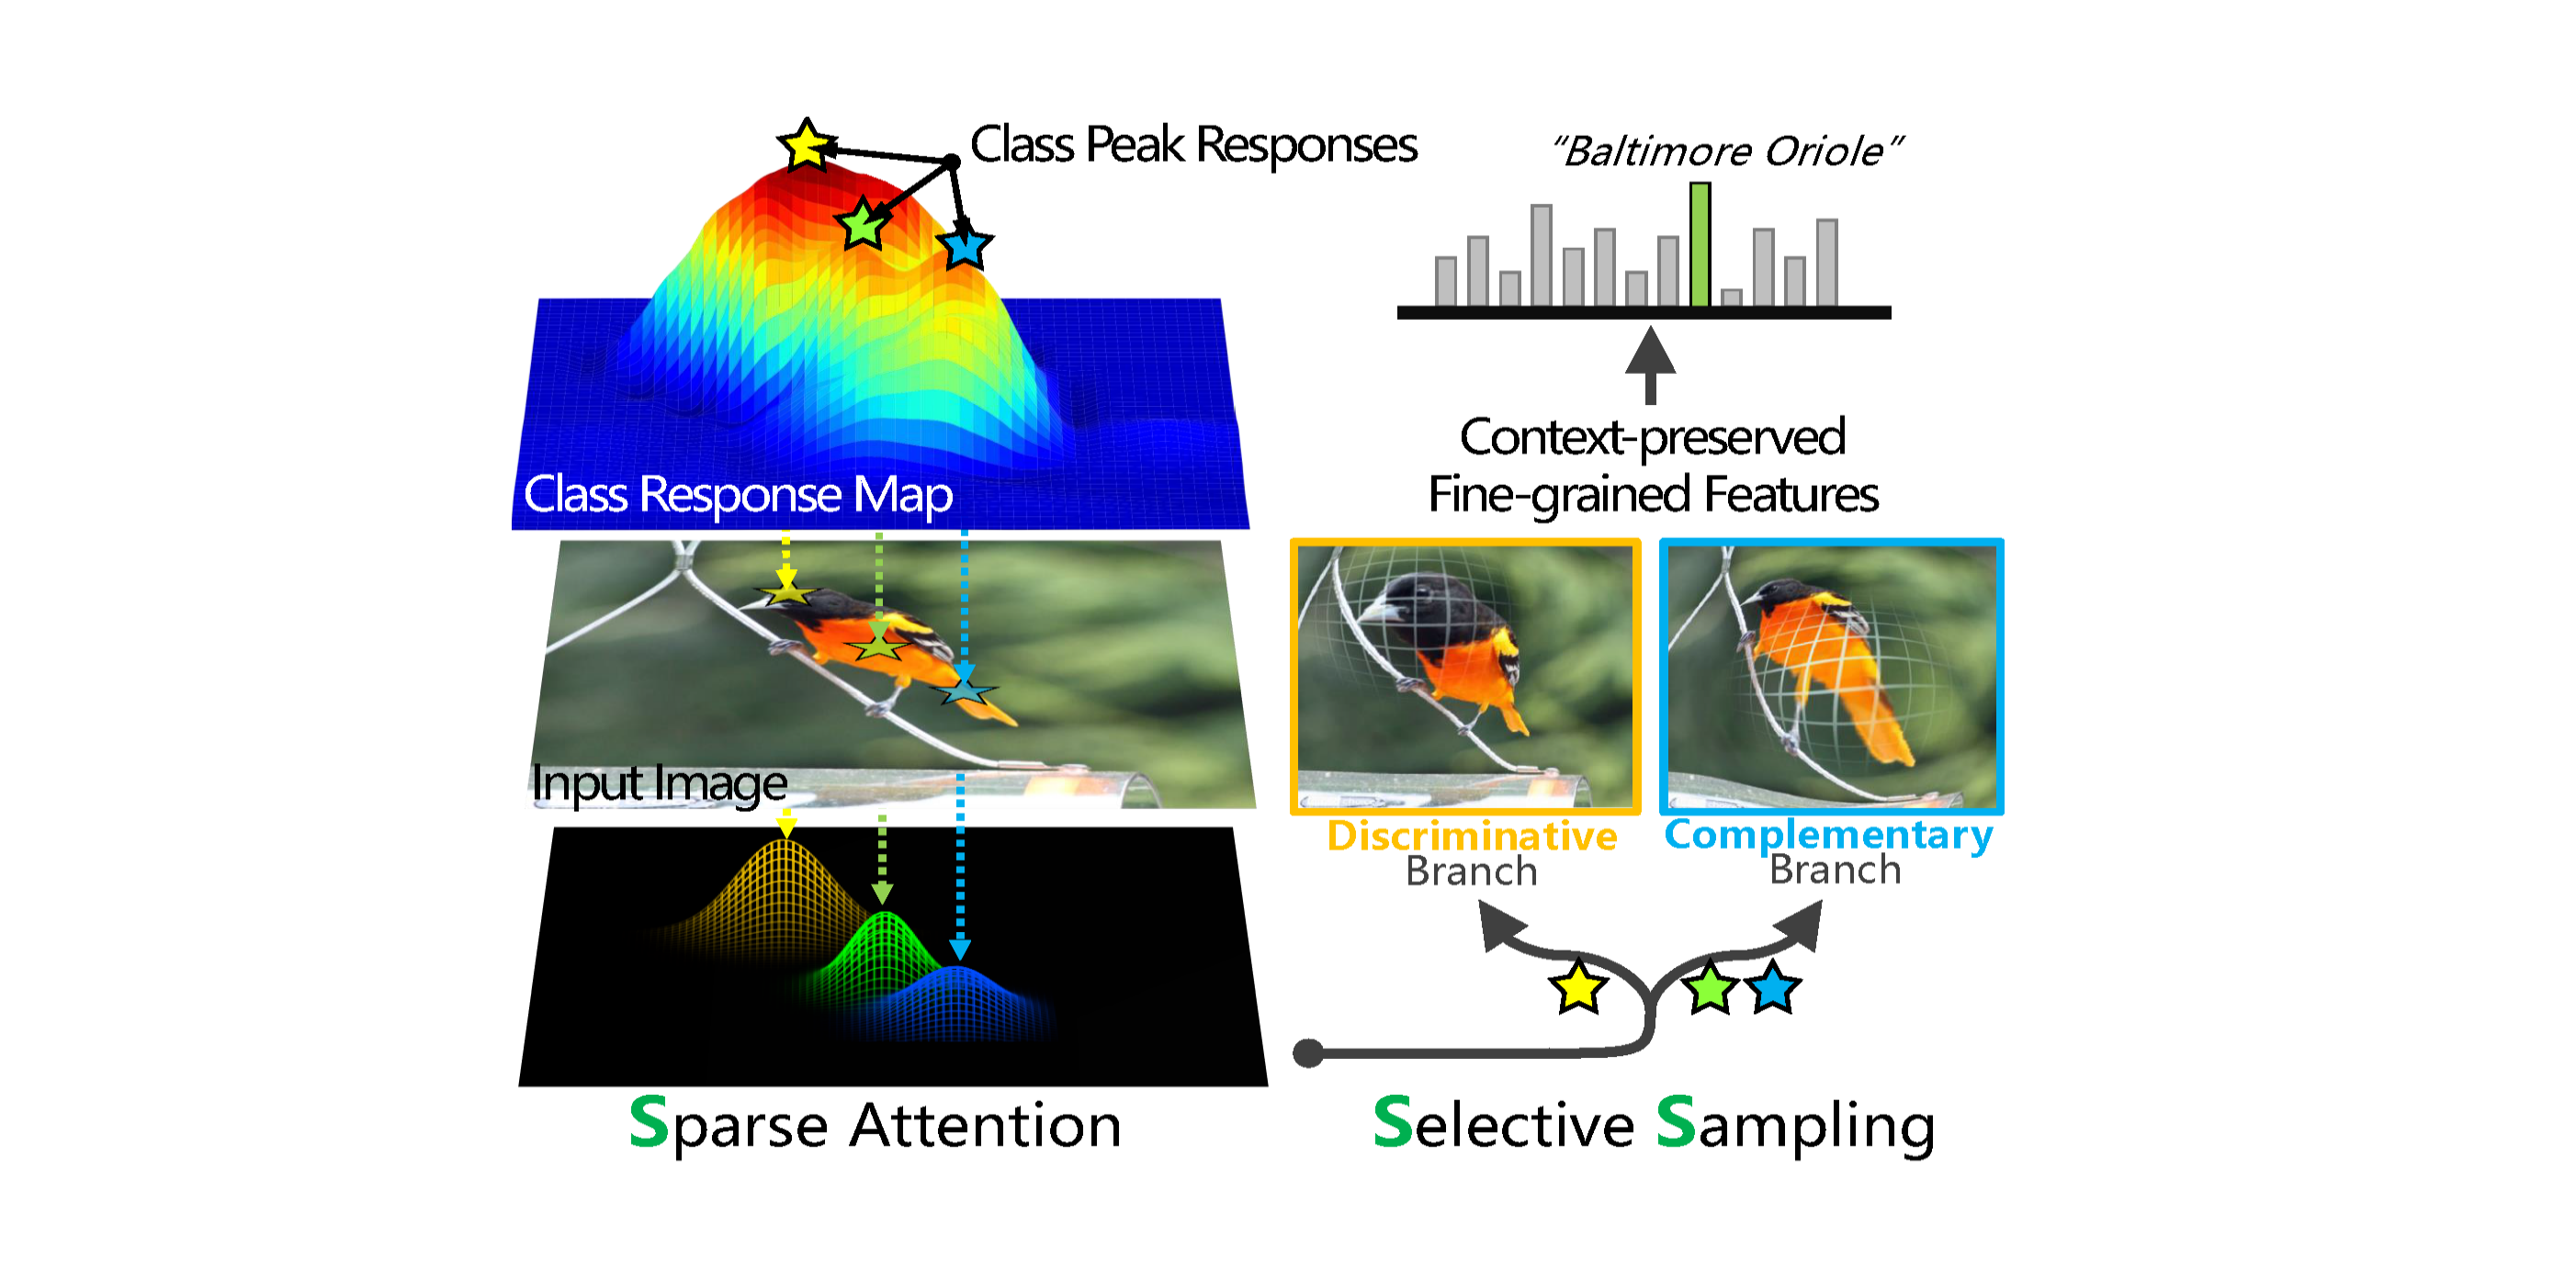 Class Peak Responses
Class Response Map
Input Image
Sparse Attention
“Baltimore Oriole”
Context-preserved
Fine-grained Features
Discriminative
Branch
Complementary
Branch
Selective Sampling